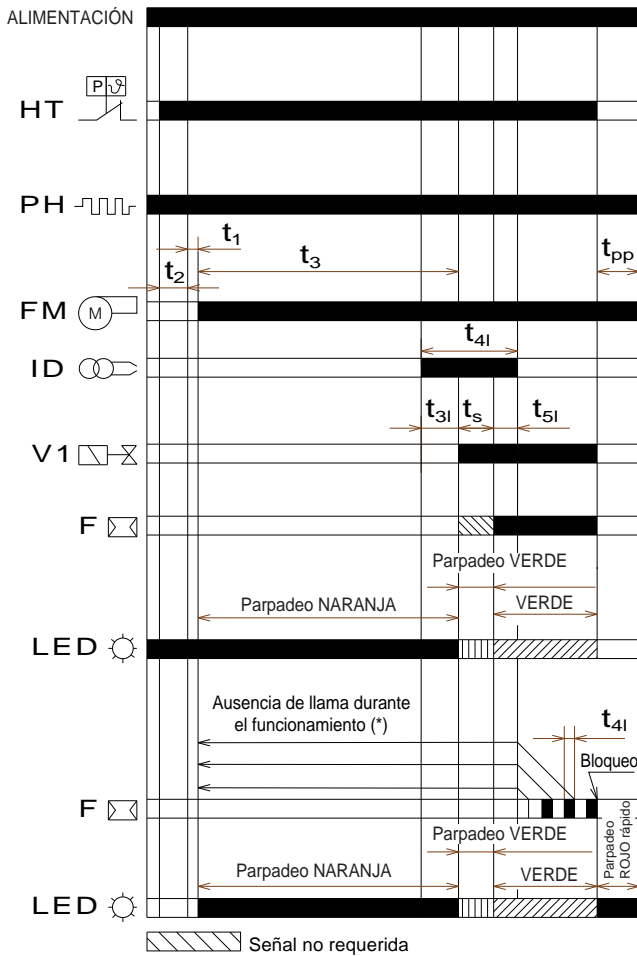 ALIMENTACIÓN
P ϑ
HT
PH
t1
t2
t3
tpp
FM M
t4l
ID
t3l ts t5l
V1
F
Parpadeo VERDE
Parpadeo NARANJA
VERDE
LED
Ausencia de llama durante
el funcionamiento (*)
t4l
Bloqueo
F
Parpadeo VERDE
Parpadeo NARANJA
VERDE
Parpadeo
ROJO rápido
LED
Señal no requerida